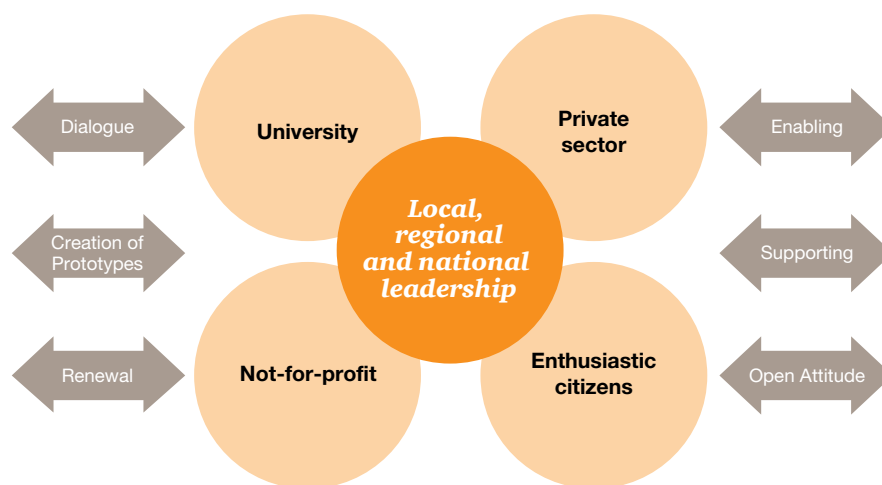 Dialogue
University
Private
sector
Enabling
Creation of
Prototypes
Local,
regional
and national
leadership
Supporting
Renewal
Not-for-profit
Enthusiastic
citizens
Open Attitude